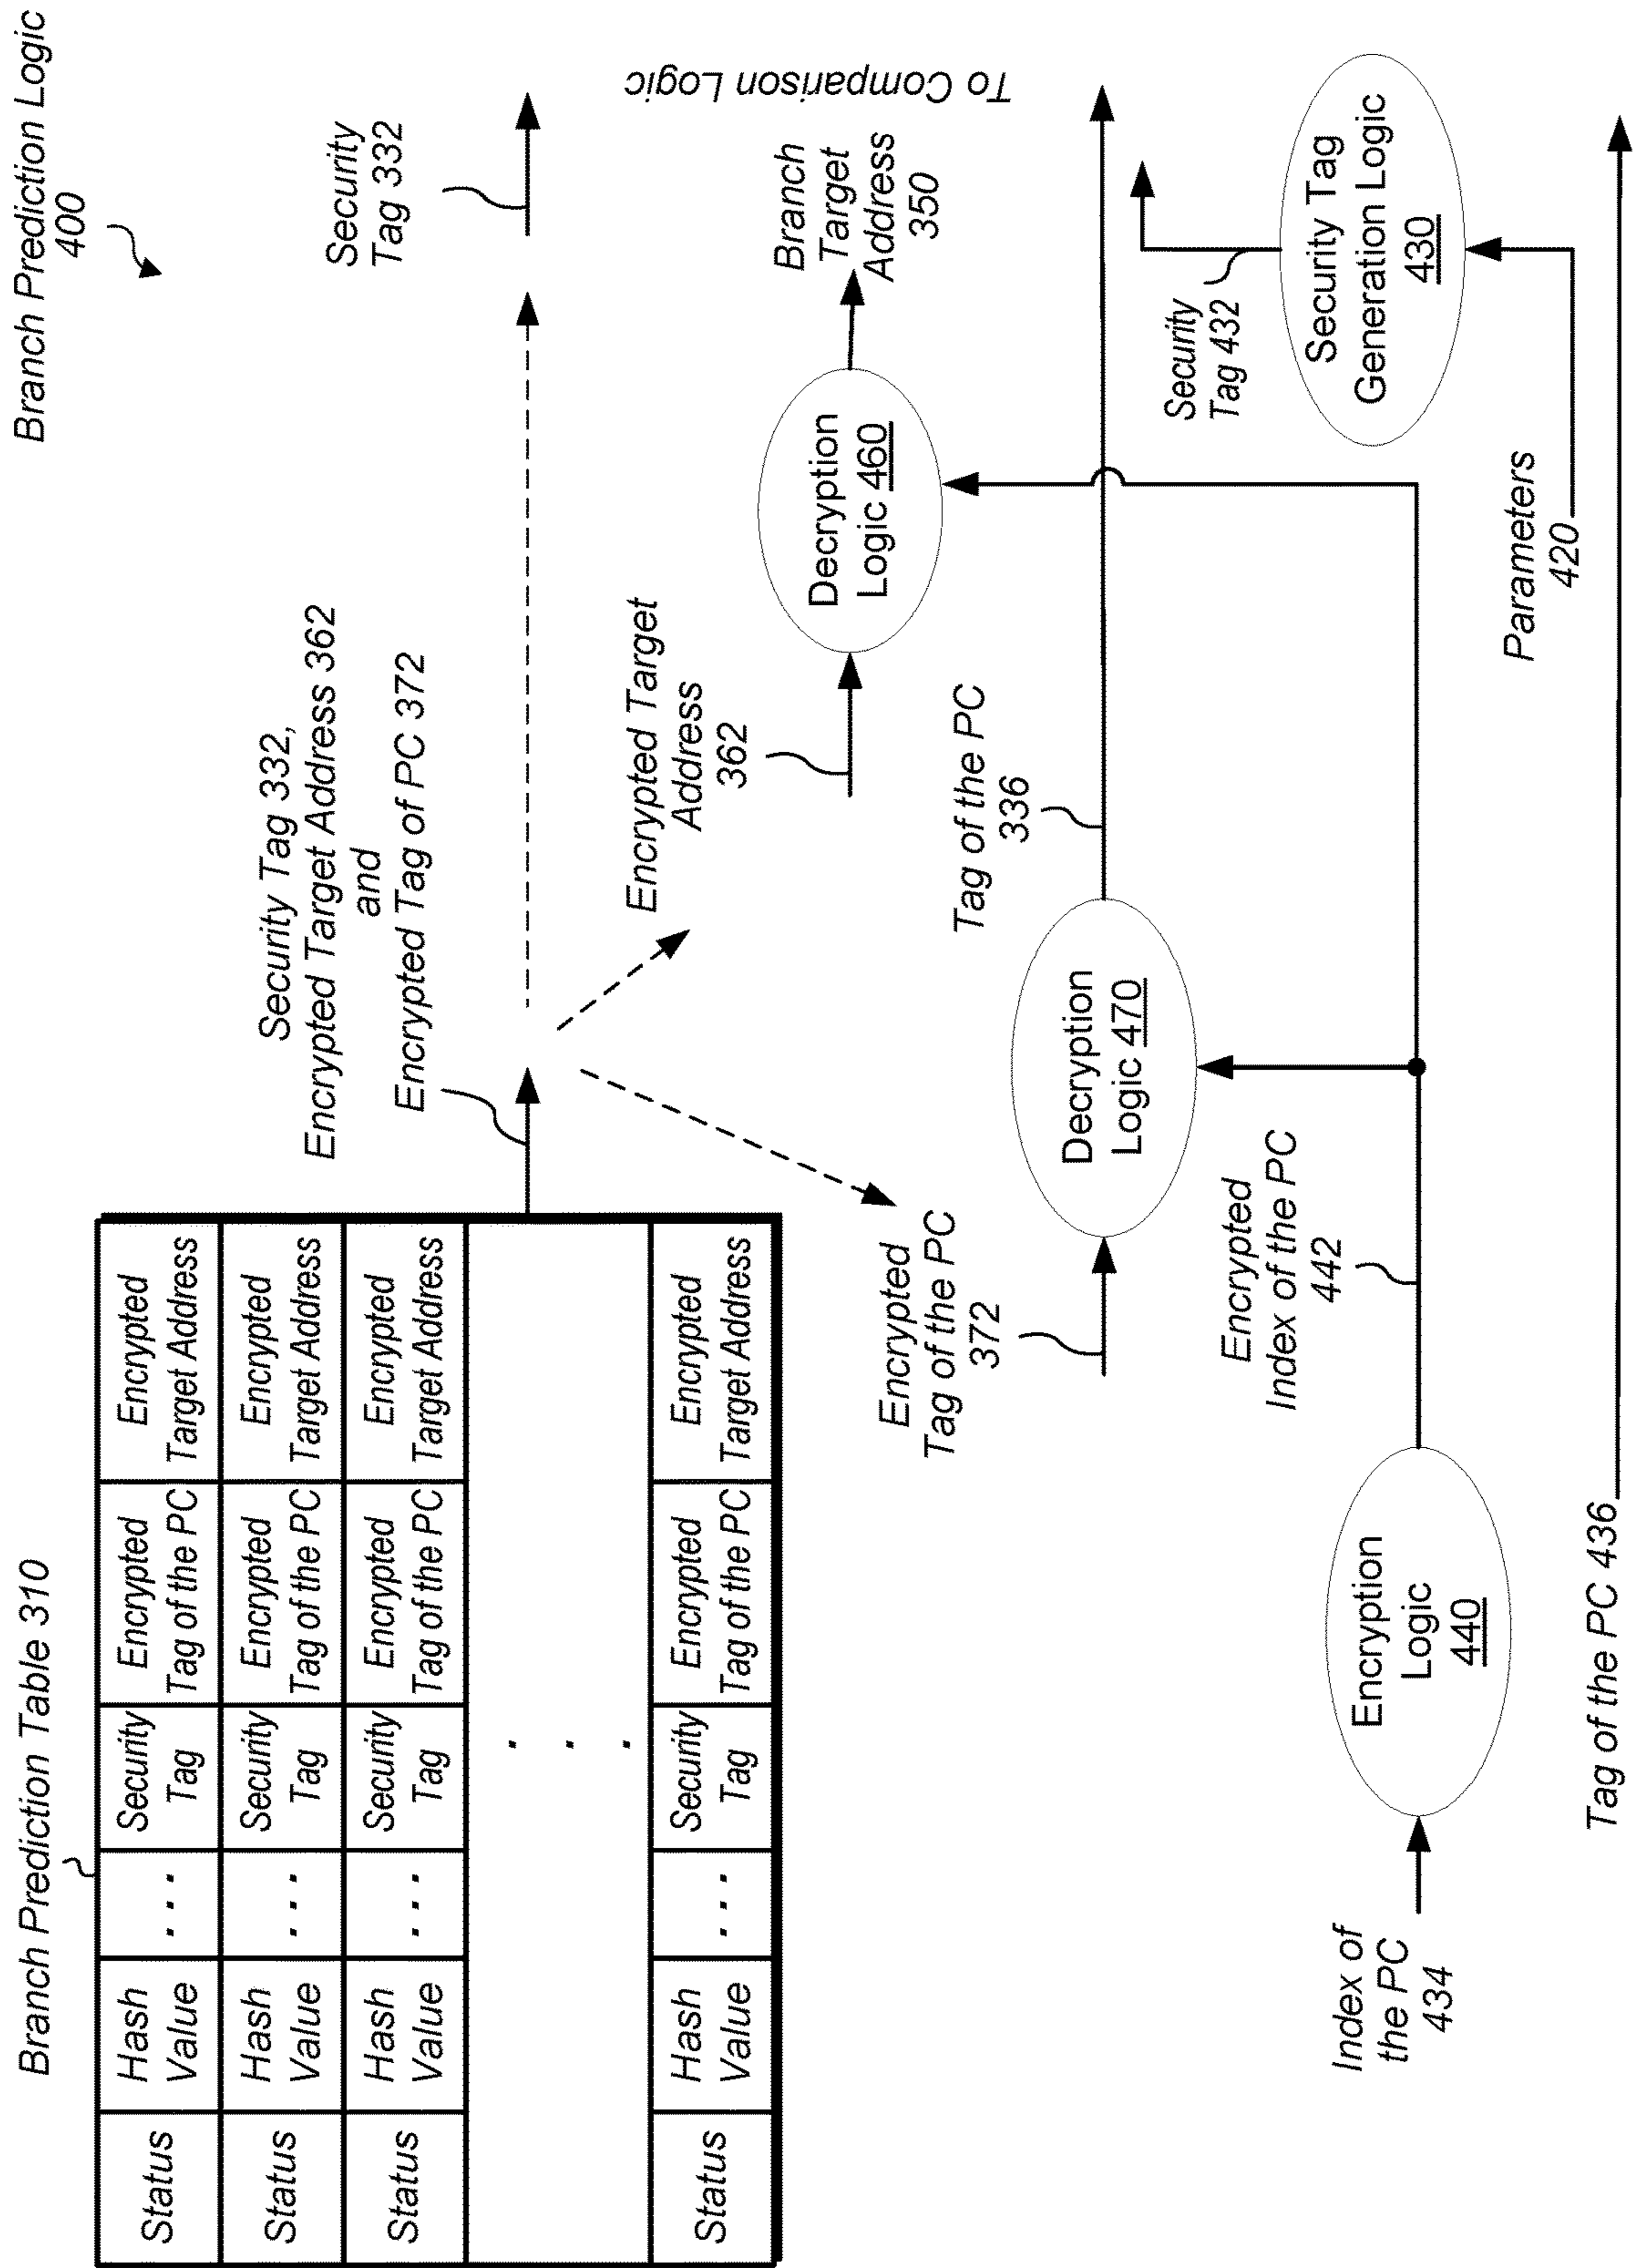 Branch Prediction Logic
400
Branch Prediction Table 310
Status
Hash
Value
. . .
Security
Tag
Encrypted
Tag of the PC
Encrypted
Target Address
Status
Hash
Value
. . .
Security
Tag
Encrypted
Tag of the PC
Encrypted
Target Address
Status
Hash
Value
. . .
Security
Tag
Encrypted
Tag of the PC
Encrypted
Target Address
. . .
Status
Hash
Value
. . .
Security
Tag
Encrypted
Tag of the PC
Encrypted
Target Address
Security Tag 332,
Encrypted Target Address 362
and
Encrypted Tag of PC 372
Security
Tag 332
Encrypted Target
Address
362
Decryption
Logic 460
Branch
Target
Address
350
To Comparison Logic
Encrypted
Tag of the PC
372
Decryption
Logic 470
Tag of the PC
336
Security
Tag 432
Security Tag
Generation Logic
430
Index of
the PC
434
Encryption
Logic
440
Encrypted
Index of the PC
442
Parameters
420
Tag of the PC 436